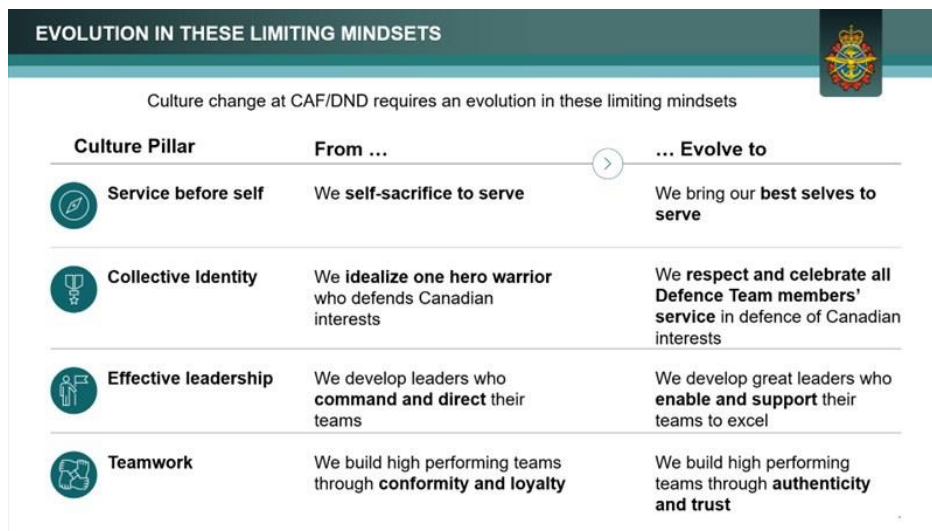 EVOLUTION IN THESE LIMITING MINDSETS
Culture change at CAF/DND requires an evolution in these limiting mindsets
Culture Pillar
From ...
... Evolve to
Service before self
We self-sacrifice to serve
We bring our best selves to
serve
Collective Identity
We idealize one hero warrior
who defends Canadian
interests
We respect and celebrate all
Defence Team members'
service in defence of Canadian
interests
Effective leadership
We develop leaders who
command and direct their
teams
We develop great leaders who
enable and support their
teams to excel
Teamwork
We build high performing teams
through conformity and loyalty
We build high performing
teams through authenticity
and trust